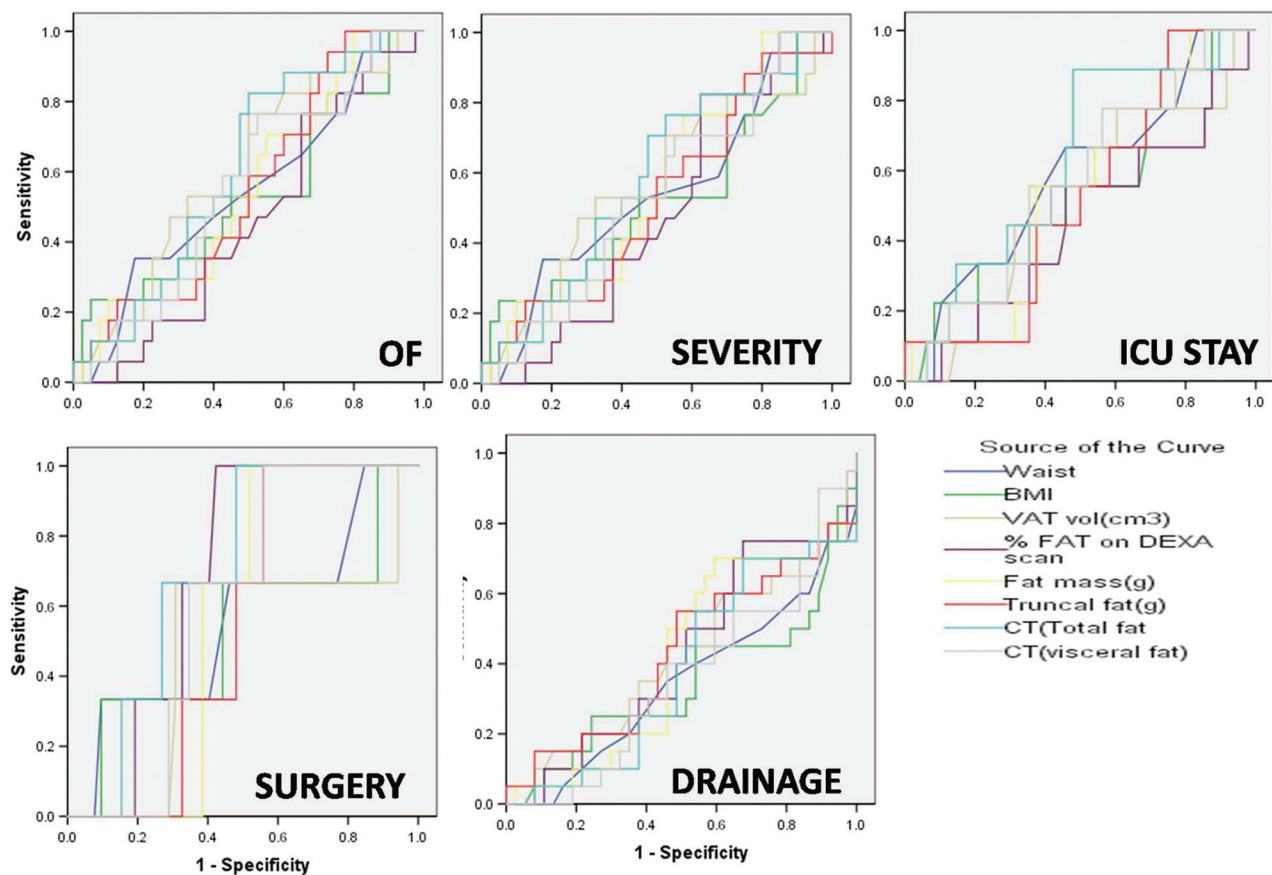 1.0
0.8
0.6
0.4
0.2
0.0
Sensitivity
0.0 0.2 0.4 0.6 0.8 1.0
OF
1.0
0.8
0.6
0.4
0.2
0.0
0.0 0.2 0.4 0.6 0.8 1.0
SEVERITY
1.0
0.8
0.6
0.4
0.2
0.0
0.0 0.2 0.4 0.6 0.8 1.0
ICU STAY
1.0
0.8
0.6
0.4
0.2
0.0
Sensitivity
0.0 0.2 0.4 0.6 0.8 1.0
1 - Specificity
SURGERY
1.0
0.8
0.6
0.4
0.2
0.0
0.0 0.2 0.4 0.6 0.8 1.0
1 - Specificity
DRAINAGE
Source of the Curve
Waist
BMI
VAT vol(cm3)
% FAT on DEXA
scan
Fat mass(g)
Truncal fat(g)
CT(Total fat
CT(visceral fat)